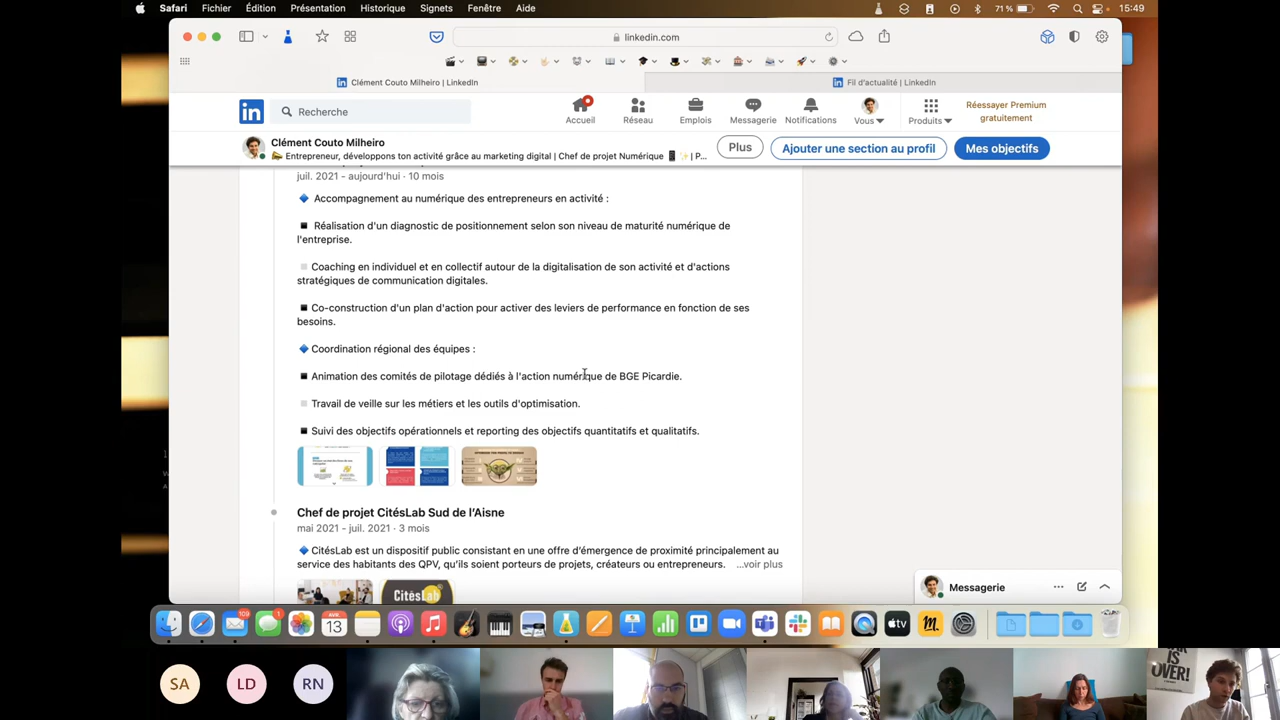 Safari Fichier Édition Présentation Historique Signets Fenêtre Aide
71 % 15:49
linkedin.com
Clément Couto Milheiro | LinkedIn
Fil d'actualité | LinkedIn
in
Recherche
Accueil
Réseau
Emplois
Messagerie
Notifications
Vous
Produits
Réessayer Premium
gratuitement
Clément Couto Milheiro
Entrepreneur, développons ton activité grâce au marketing digital | Chef de projet Numérique | P...
Plus
Ajouter une section au profil
Mes objectifs
juil. 2021 - aujourd'hui · 10 mois
Accompagnement au numérique des entrepreneurs en activité :
Réalisation d'un diagnostic de positionnement selon son niveau de maturité numérique de
l'entreprise.
Coaching en individuel et en collectif autour de la digitalisation de son activité et d'actions
stratégiques de communication digitales.
Co-construction d'un plan d'action pour activer des leviers de performance en fonction de ses
besoins.
Coordination régional des équipes :
Animation des comités de pilotage dédiés à l'action numérique de BGE Picardie.
Travail de veille sur les métiers et les outils d'optimisation.
Suivi des objectifs opérationnels et reporting des objectifs quantitatifs et qualitatifs.
Chef de projet CitésLab Sud de l'Aisne
mai 2021 - juil. 2021 · 3 mois
CitésLab est un dispositif public consistant en une offre d'émergence de proximité principalement au
service des habitants des QPV, qu'ils soient porteurs de projets, créateurs ou entrepreneurs. ...voir plus
CitésLab
Messagerie
109
1
AVR.
13
tv
m.
SA
LD
RN
IS
OVER!